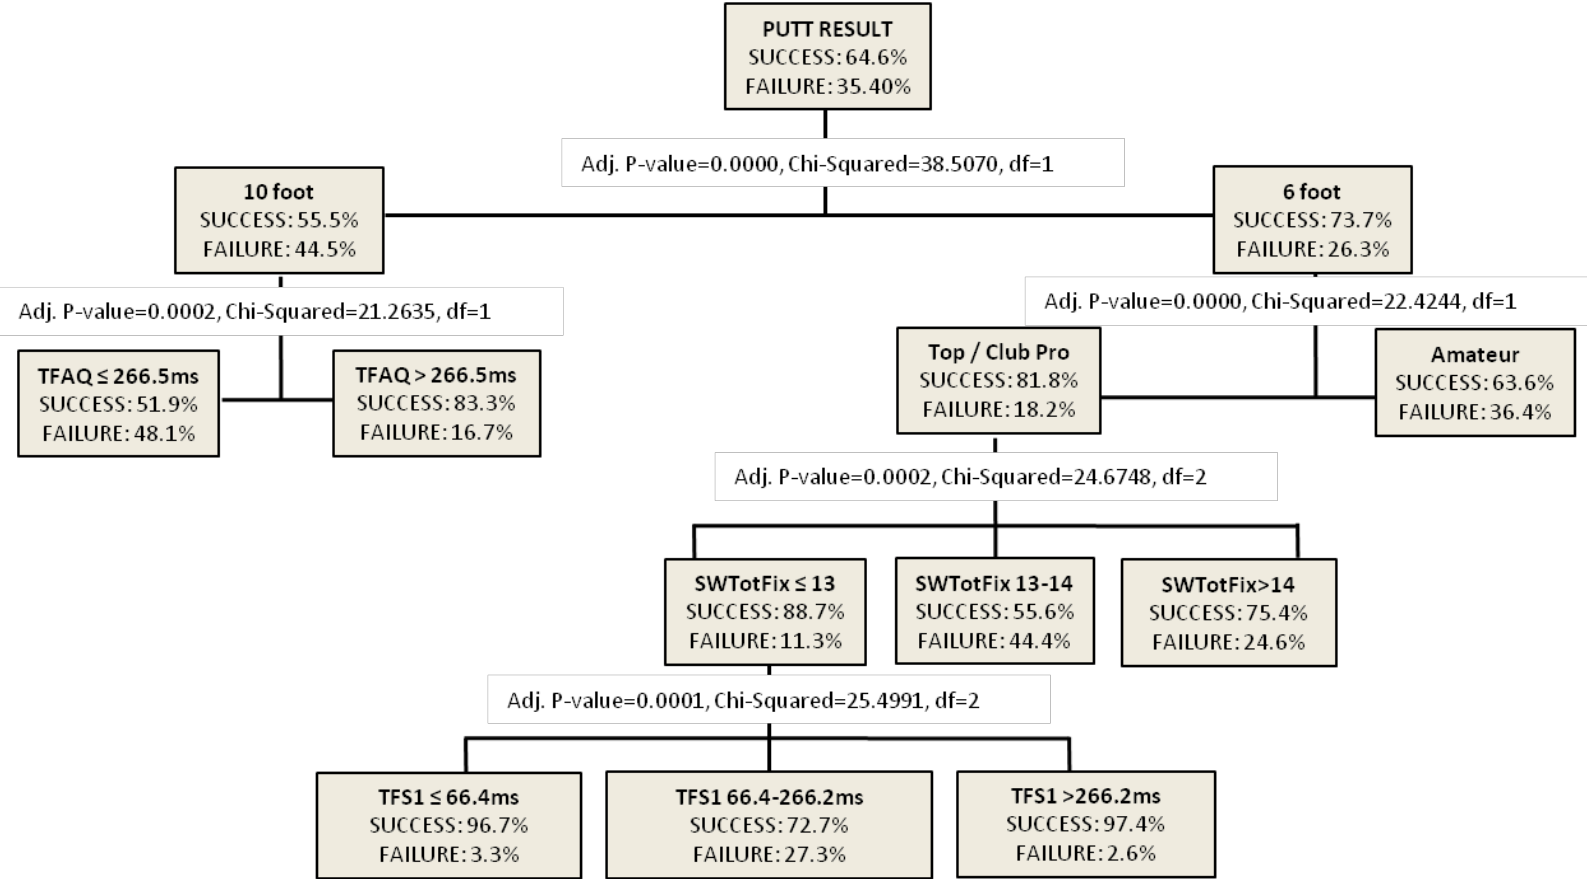 PUTT RESULT
SUCCESS: 64.6%
FAILURE: 35.40%
Adj. P-value=0.0000, Chi-Squared=38.5070, df=1
10 foot
SUCCESS: 55.5%
FAILURE: 44.5%
6 foot
SUCCESS: 73.7%
FAILURE: 26.3%
Adj. P-value=0.0002, Chi-Squared=21.2635, df=1
Adj. P-value=0.0000, Chi-Squared=22.4244, df=1
TFAQ ≤ 266.5ms
SUCCESS: 51.9%
FAILURE: 48.1%
TFAQ > 266.5ms
SUCCESS: 83.3%
FAILURE: 16.7%
Top / Club Pro
SUCCESS: 81.8%
FAILURE: 18.2%
Amateur
SUCCESS: 63.6%
FAILURE: 36.4%
Adj. P-value=0.0002, Chi-Squared=24.6748, df=2
SWTotFix ≤ 13
SUCCESS: 88.7%
FAILURE: 11.3%
SWTotFix 13-14
SUCCESS: 55.6%
FAILURE: 44.4%
SWTotFix>14
SUCCESS: 75.4%
FAILURE: 24.6%
Adj. P-value=0.0001, Chi-Squared=25.4991, df=2
TFS1 ≤ 66.4ms
SUCCESS: 96.7%
FAILURE: 3.3%
TFS1 66.4-266.2ms
SUCCESS: 72.7%
FAILURE: 27.3%
TFS1 >266.2ms
SUCCESS: 97.4%
FAILURE: 2.6%